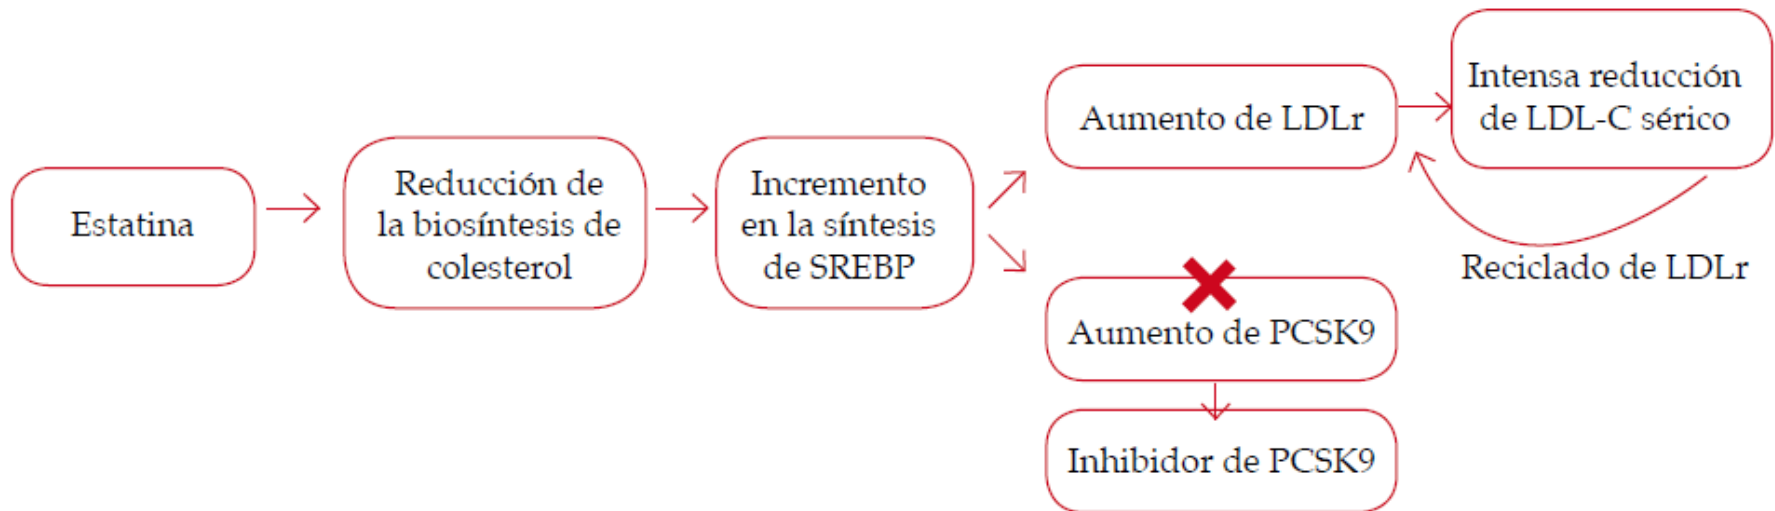 Estatina
Reducción de
la biosíntesis de
colesterol
Incremento
en la síntesis
de SREBP
Aumento de LDLr
Intensa reducción
de LDL-C sérico
Reciclado de LDLr
Aumento de PCSK9
Inhibidor de PCSK9